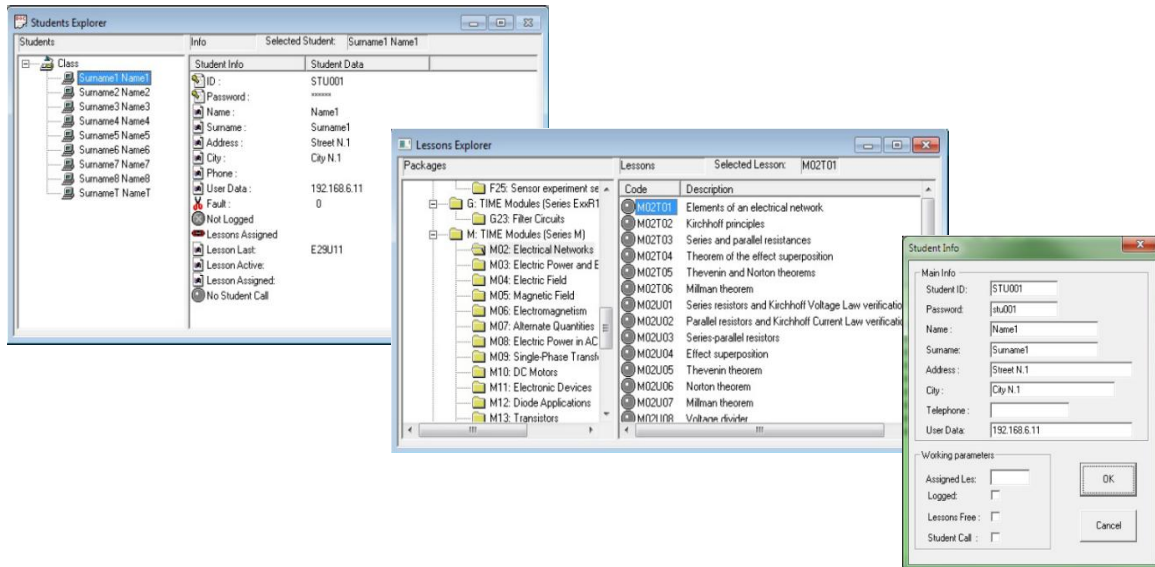 Students Explorer
Students
Info Selected Student: Surname1 Name1
Class
Surname1 Name1
Surname2 Name2
Surname3 Name3
Surname4 Name4
Surname5 Name5
Surname6 Name6
Surname7 Name7
Surname8 Name8
SurnameT NameT
Student Info Student Data
ID : STU001
Password : ******
Name : Name1
Surname : Surname1
Address : Street N.1
City : City N.1
Phone :
User Data : 192.168.6.11
Fault : 0
Not Logged
Lessons Assigned
Lesson Last: E29U11
Lesson Active:
Lesson Assigned:
No Student Call
Lessons Explorer
Packages
Lessons Selected Lesson: M02T01
F25: Sensor experiment se
G: TIME Modules (Series ExxR1
G23: Filter Circuits
M: TIME Modules (Series M)
M02: Electrical Networks
M03: Electric Power and E
M04: Electric Field
M05: Magnetic Field
M06: Electromagnetism
M07: Alternate Quantities
M08: Electric Power in AC
M09: Single-Phase Transf
M10: DC Motors
M11: Electronic Devices
M12: Diode Applications
M13: Transistors
Code Description
M02T01 Elements of an electrical network
M02T02 Kirchhoff principles
M02T03 Series and parallel resistances
M02T04 Theorem of the effect superposition
M02T05 Thevenin and Norton theorems
M02T06 Millman theorem
M02U01 Series resistors and Kirchhoff Voltage Law verificatio
M02U02 Parallel resistors and Kirchhoff Current Law verificatio
M02U03 Series-parallel resistors
M02U04 Effect superposition
M02U05 Thevenin theorem
M02U06 Norton theorem
M02U07 Millman theorem
M02U08 Voltage divider
Student Info
Main Info
Student ID: STU001
Password: stu001
Name : Name1
Surname: Surname1
Address : Street N.1
City : City N.1
Telephone :
User Data: 192.168.6.11
Working parameters
Assigned Les:
Logged:
Lessons Free :
Student Call :
OK
Cancel